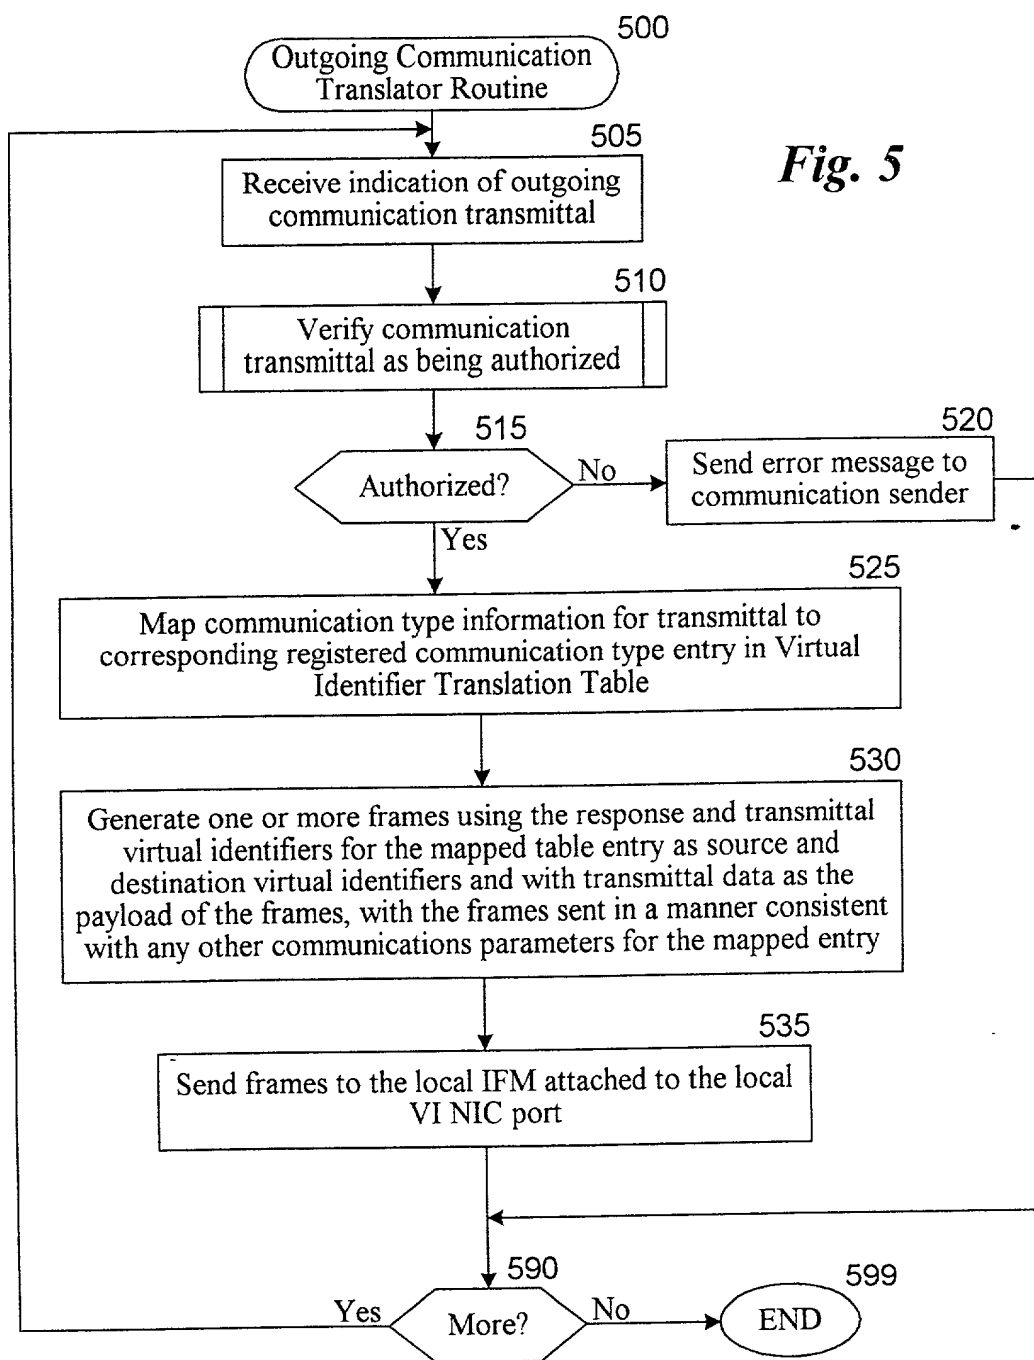 500
Outgoing Communication
Translator Routine
Fig. 5
505
Receive indication of outgoing
communication transmittal
510
Verify communication
transmittal as being authorized
515
Authorized?
No
520
Send error message to
communication sender
Yes
525
Map communication type information for transmittal to
corresponding registered communication type entry in Virtual
Identifier Translation Table
530
Generate one or more frames using the response and transmittal
virtual identifiers for the mapped table entry as source and
destination virtual identifiers and with transmittal data as the
payload of the frames, with the frames sent in a manner consistent
with any other communications parameters for the mapped entry
535
Send frames to the local IFM attached to the local
VI NIC port
590
Yes
More?
No
599
END